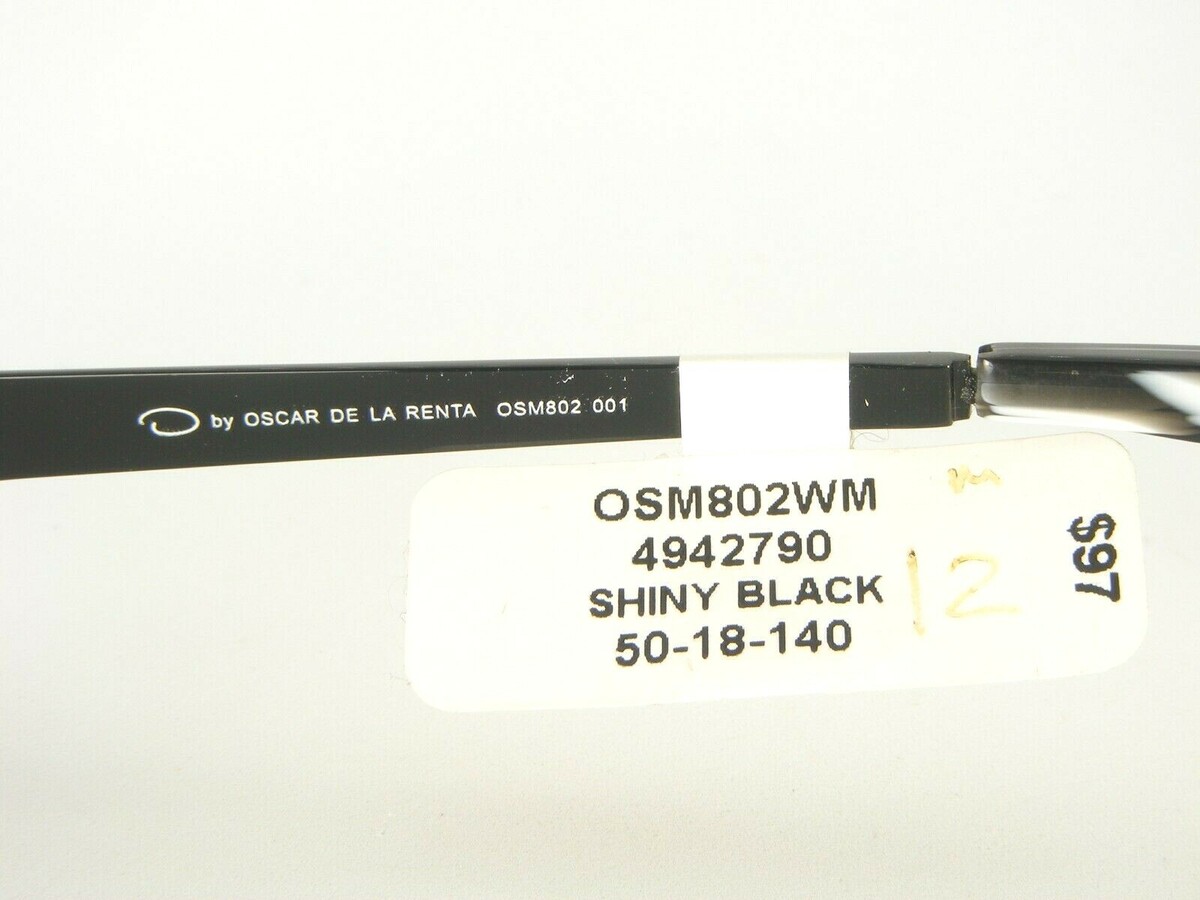 by OSCAR DE LA RENTA OSM802 001
OSM802WM
4942790
SHINY BLACK
50-18-140
12
$97